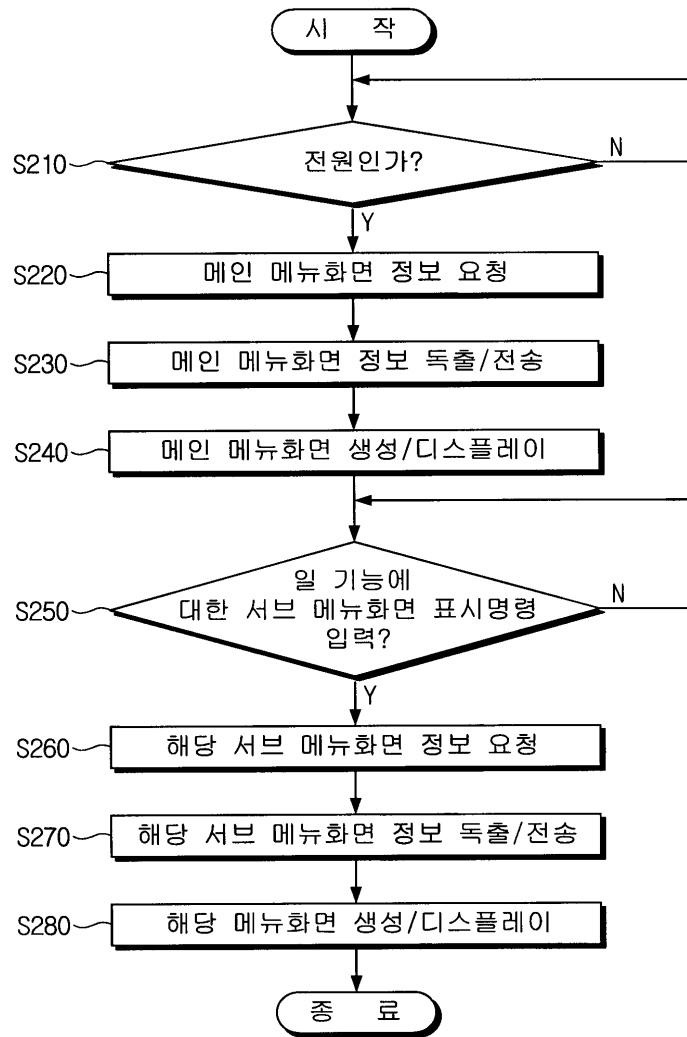 시 작
S210
전원인가?
N
Y
S220
메인 메뉴화면 정보 요청
S230
메인 메뉴화면 정보 독출/전송
S240
메인 메뉴화면 생성/디스플레이
S250
일 기능에
대한 서브 메뉴화면 표시명령
입력?
N
Y
S260
해당 서브 메뉴화면 정보 요청
S270
해당 서브 메뉴화면 정보 독출/전송
S280
해당 메뉴화면 생성/디스플레이
종 료